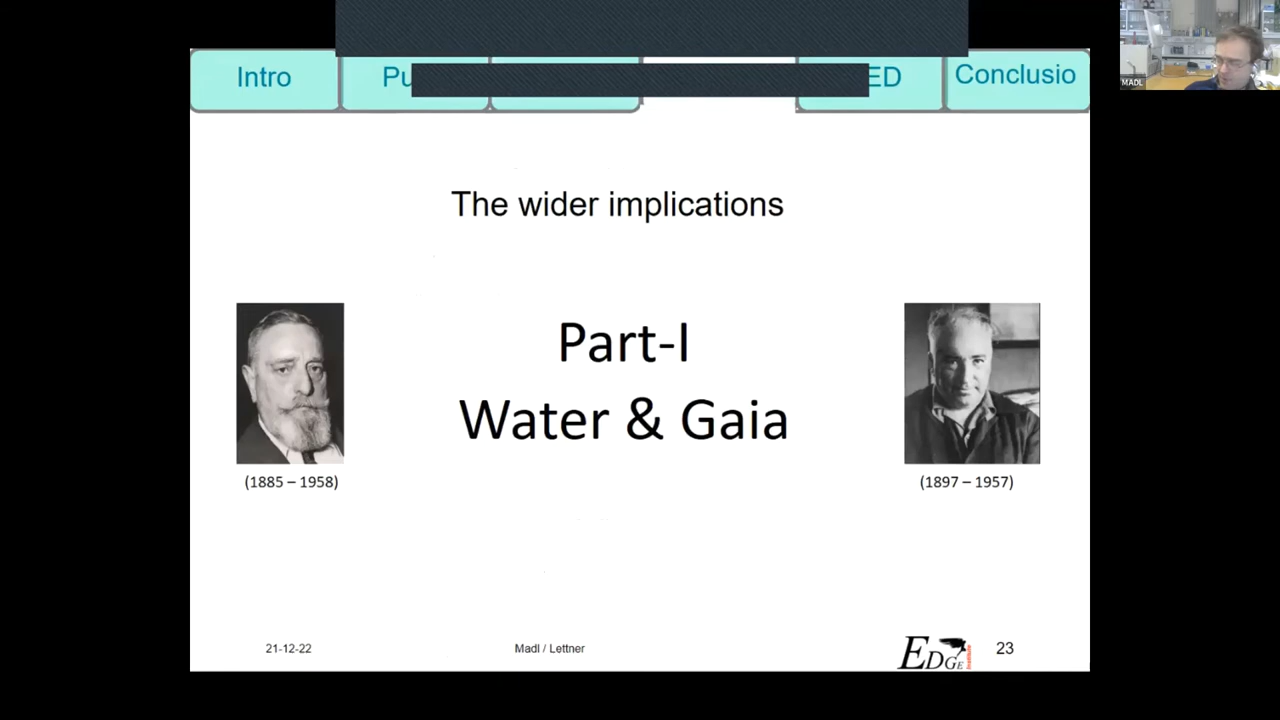 Intro
Pu
ED
Conclusio
MADL
The wider implications
Part-I
Water & Gaia
(1885 – 1958)
(1897 – 1957)
21-12-22
Madl / Lettner
EDGE
Institute
23